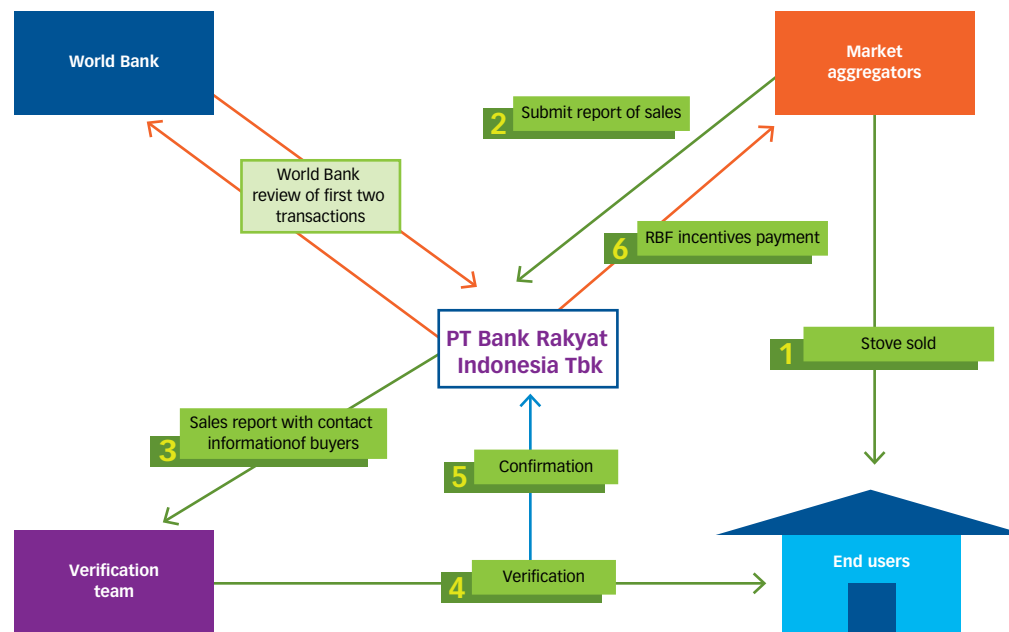 World Bank
Market
aggregators
2
Submit report of sales
World Bank
review of first two
transactions
6
RBF incentives payment
PT Bank Rakyat
Indonesia Tbk
1
Stove sold
3
Sales report with contact
informationof buyers
5
Confirmation
Verification
team
4
Verification
End users